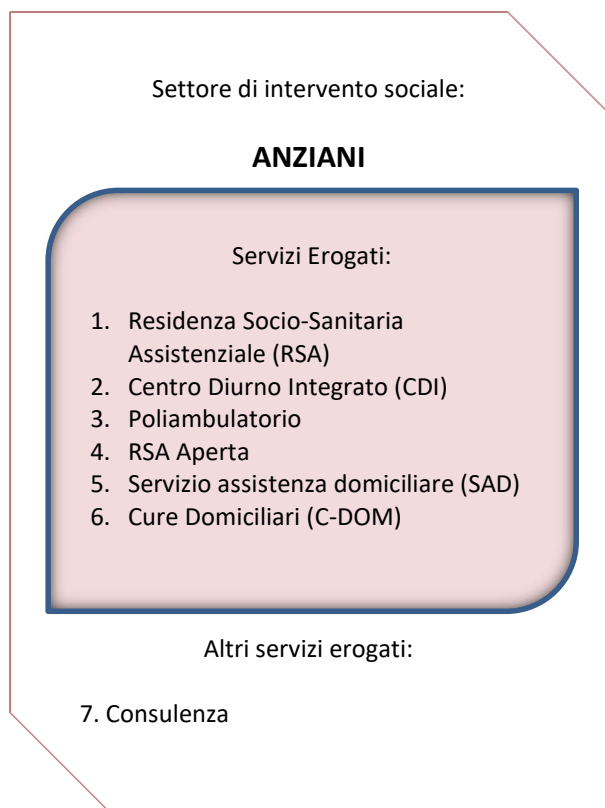 Settore di intervento sociale:
ANZIANI
Servizi Erogati:
1. Residenza Socio-Sanitaria
Assistenziale (RSA)
2. Centro Diurno Integrato (CDI)
3. Poliambulatorio
4. RSA Aperta
5. Servizio assistenza domiciliare (SAD)
6. Cure Domiciliari (C-DOM)
Altri servizi erogati:
7. Consulenza